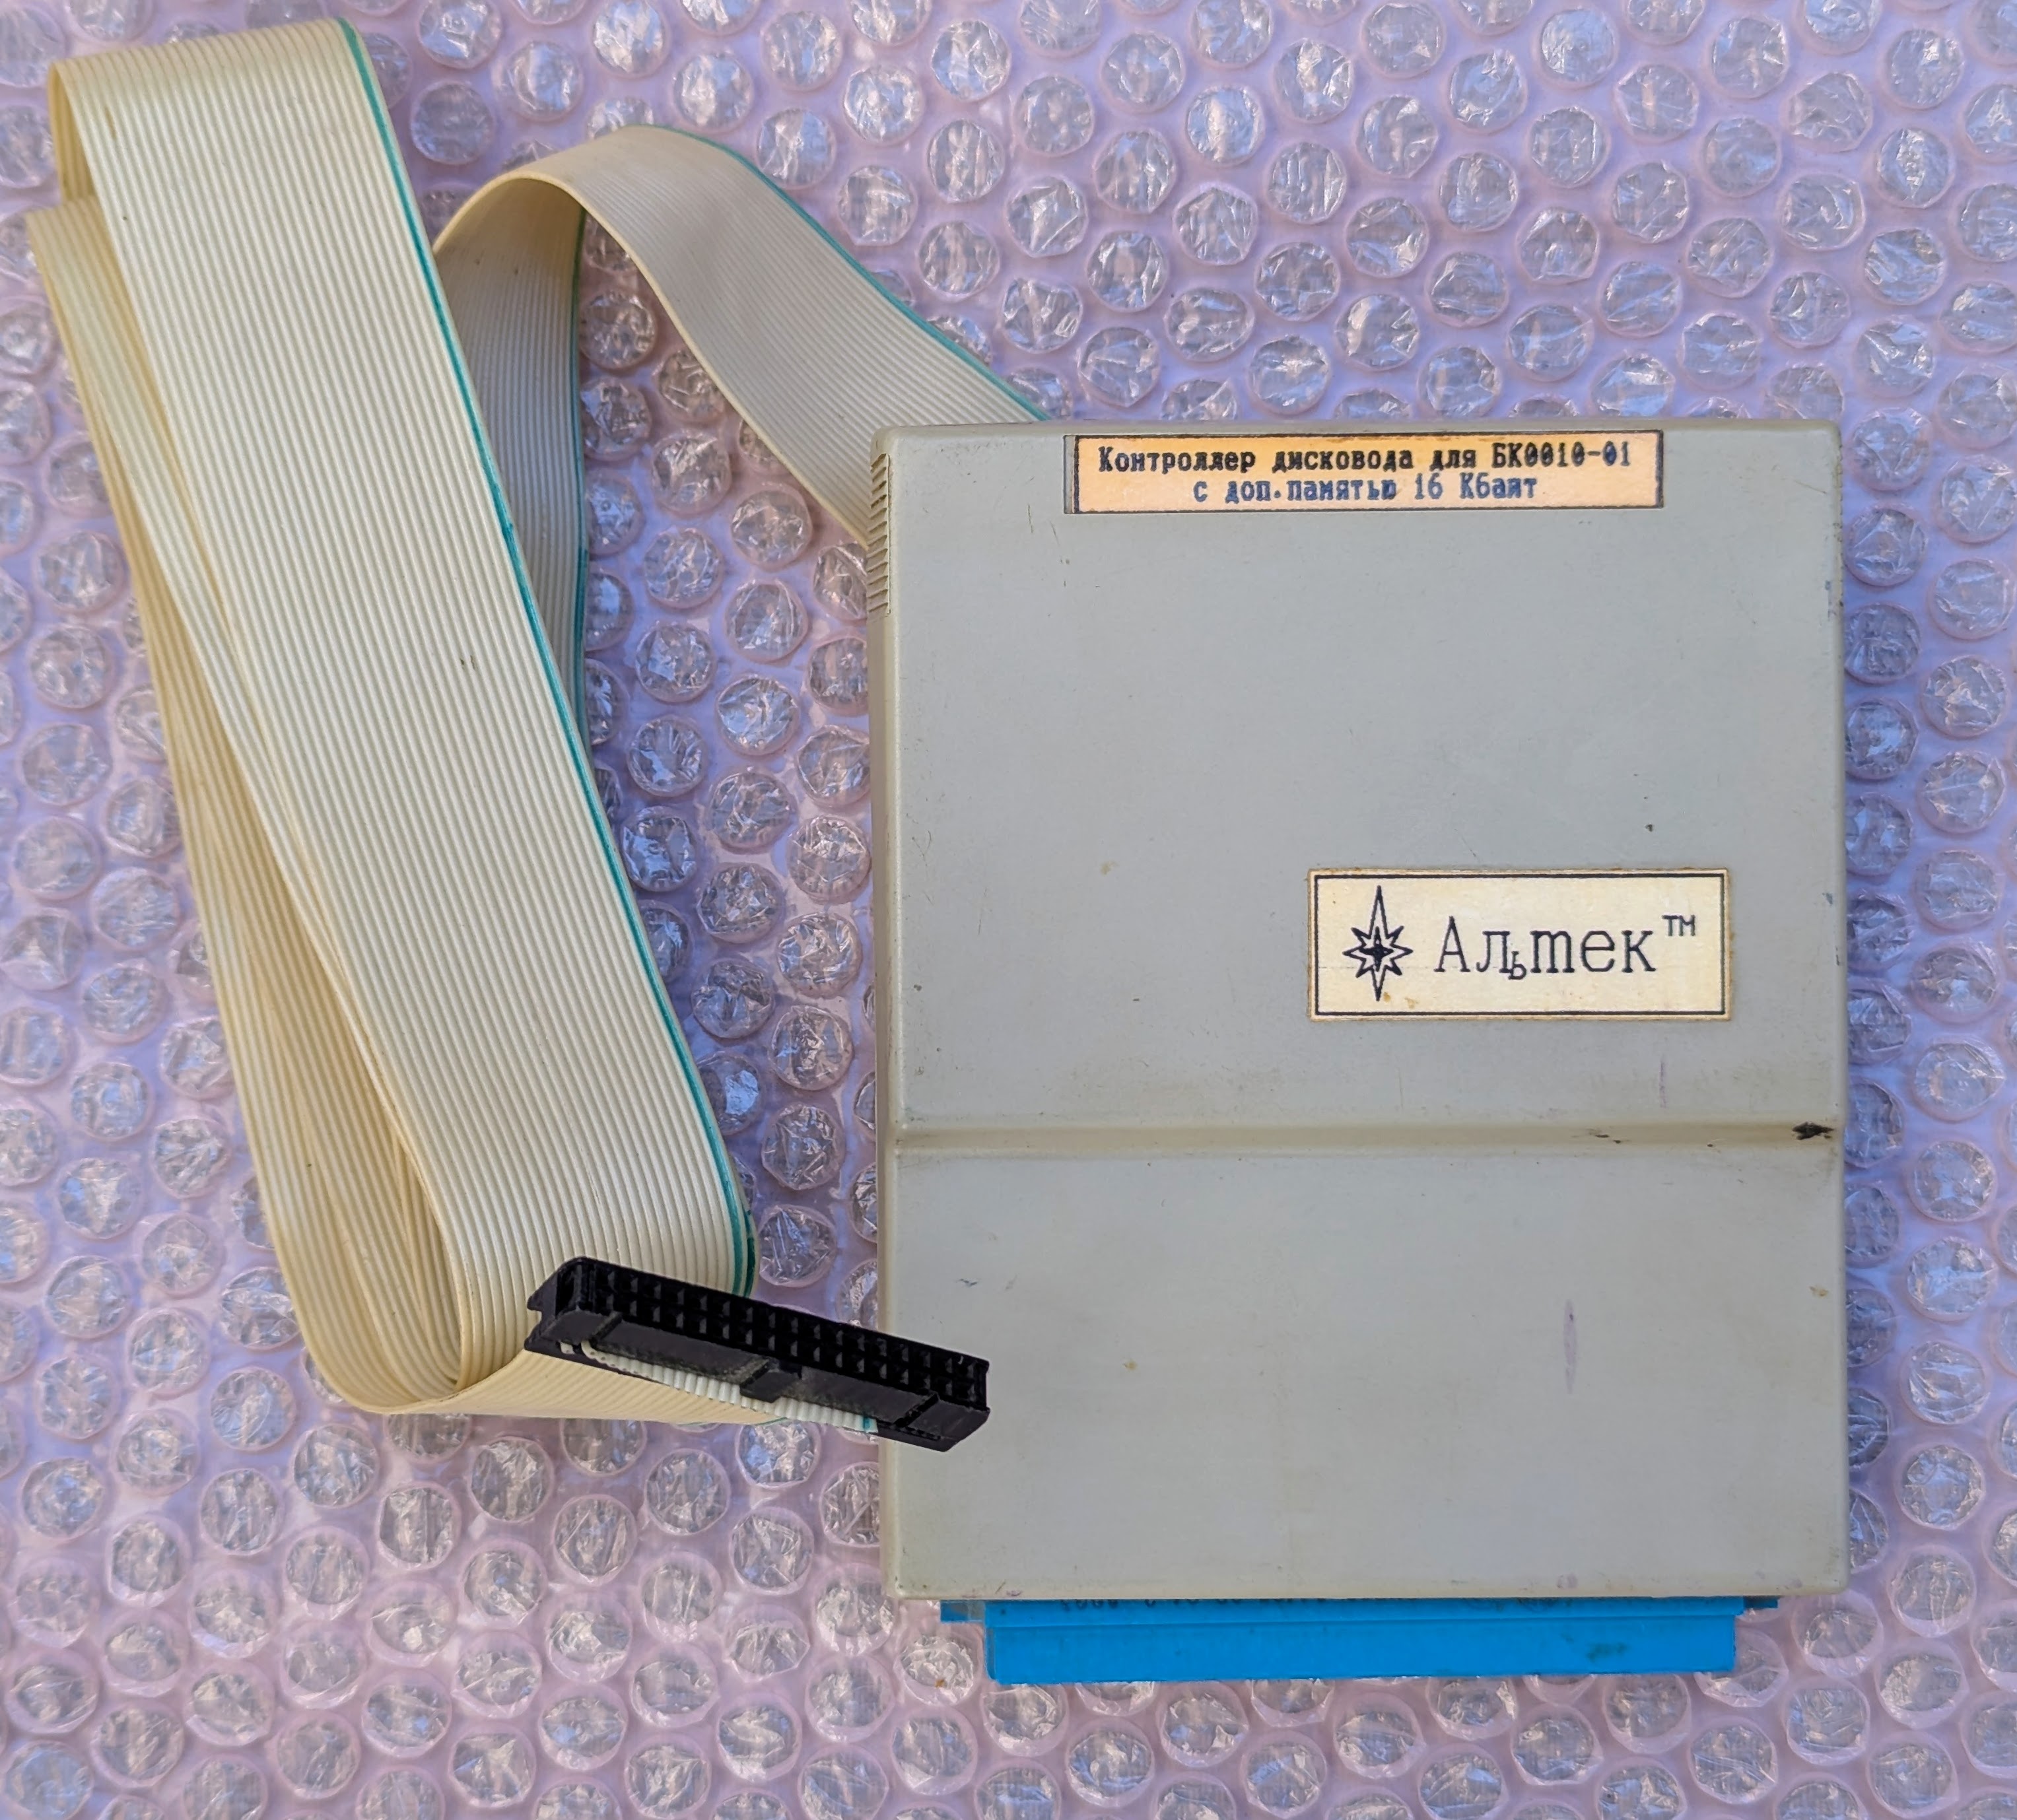 Контроллер дисковода для БК0010-01
с доп.памятью 16 Кбайт
Альтек™